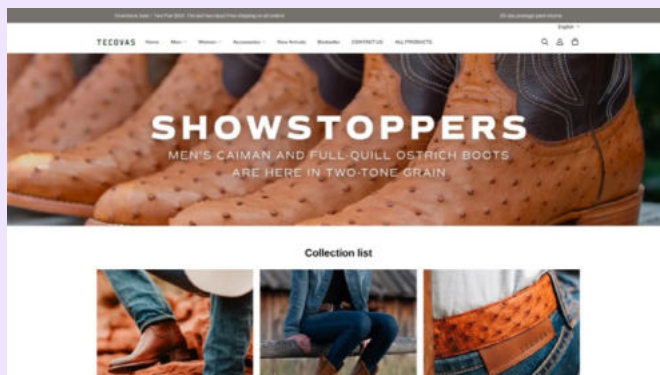 English
TECOVAS Home Men Women Accessories New Arrivals Bestseller CONTACT US ALL PRODUCTS
SHOWSTOPPERS
MEN'S CAIMAN AND FULL-QUILL OSTRICH BOOTS
ARE HERE IN TWO-TONE GRAIN
Collection list